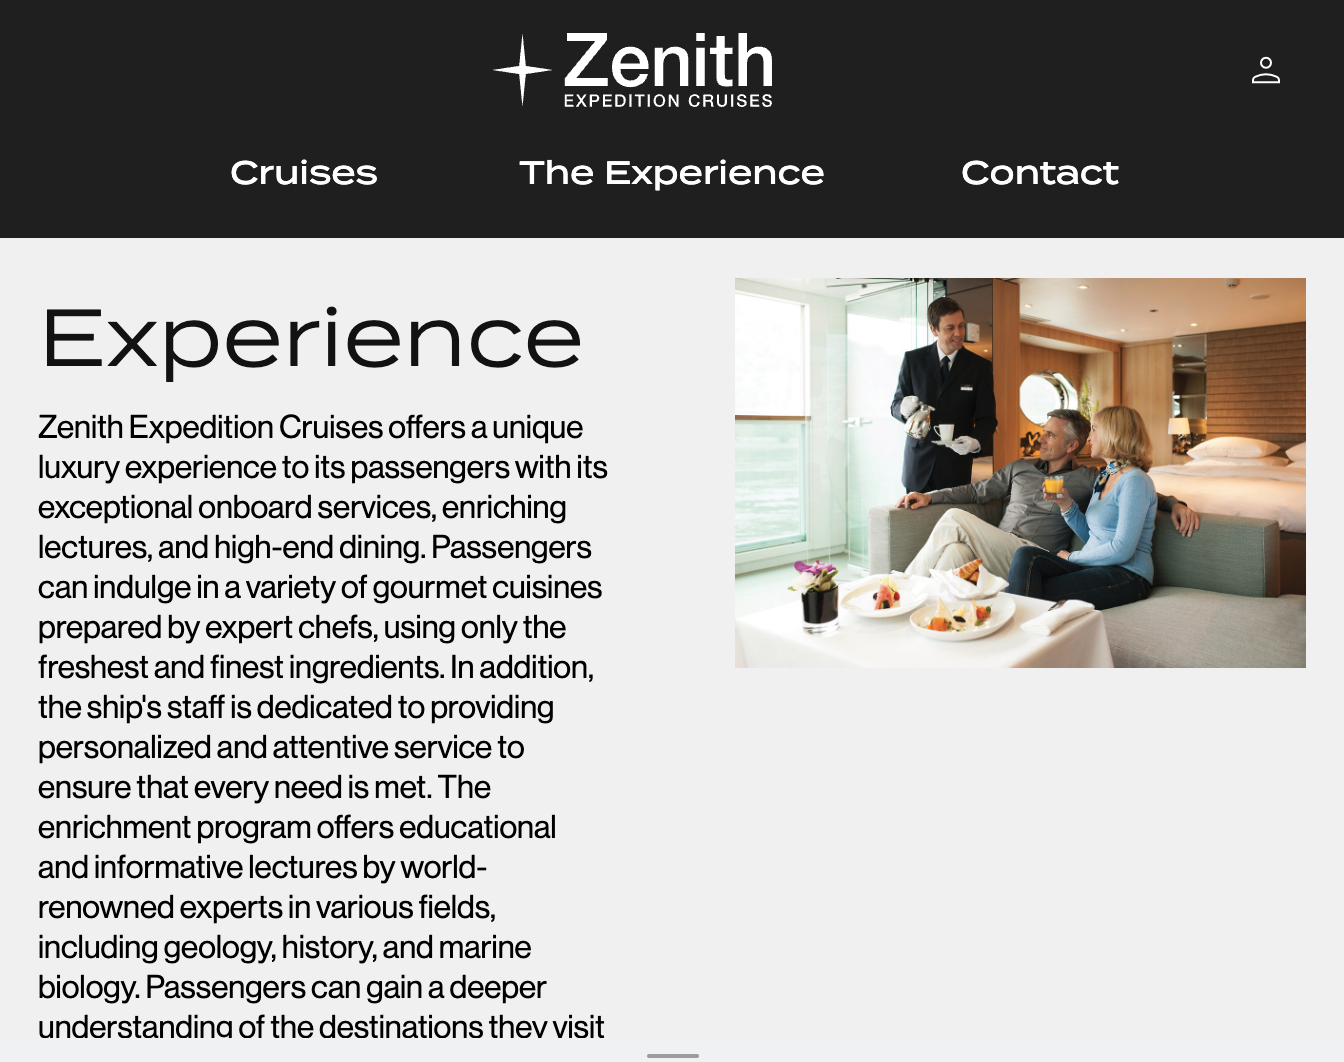 Zenith
EXPEDITION CRUISES
Cruises
The Experience
Contact
Experience
Zenith Expedition Cruises offers a unique
luxury experience to its passengers with its
exceptional onboard services, enriching
lectures, and high-end dining. Passengers
can indulge in a variety of gourmet cuisines
prepared by expert chefs, using only the
freshest and finest ingredients. In addition,
the ship's staff is dedicated to providing
personalized and attentive service to
ensure that every need is met. The
enrichment program offers educational
and informative lectures by world-
renowned experts in various fields,
including geology, history, and marine
biology. Passengers can gain a deeper
understanding of the destinations they visit